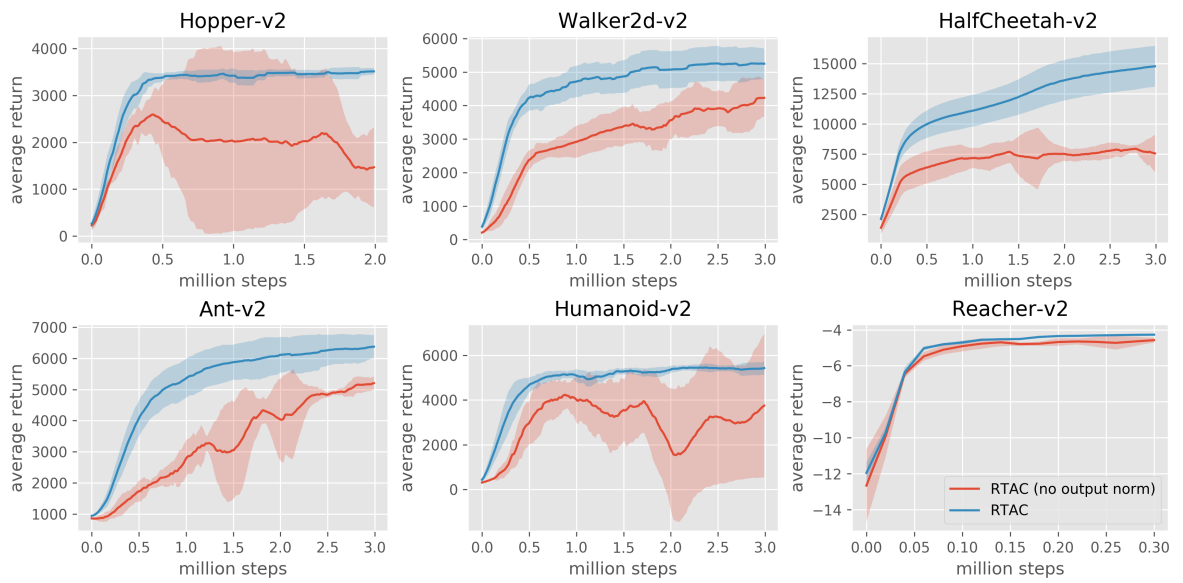 Hopper-v2
4000
3000
2000
1000
0
average return
0.0 0.5 1.0 1.5 2.0
million steps
Walker2d-v2
6000
5000
4000
3000
2000
1000
0
average return
0.0 0.5 1.0 1.5 2.0 2.5 3.0
million steps
HalfCheetah-v2
15000
12500
10000
7500
5000
2500
average return
0.0 0.5 1.0 1.5 2.0 2.5 3.0
million steps
Ant-v2
7000
6000
5000
4000
3000
2000
1000
average return
0.0 0.5 1.0 1.5 2.0 2.5 3.0
million steps
Humanoid-v2
6000
4000
2000
0
average return
0.0 0.5 1.0 1.5 2.0 2.5 3.0
million steps
Reacher-v2
−4
−6
−8
−10
−12
−14
average return
RTAC (no output norm)
RTAC
0.00 0.05 0.10 0.15 0.20 0.25 0.30
million steps